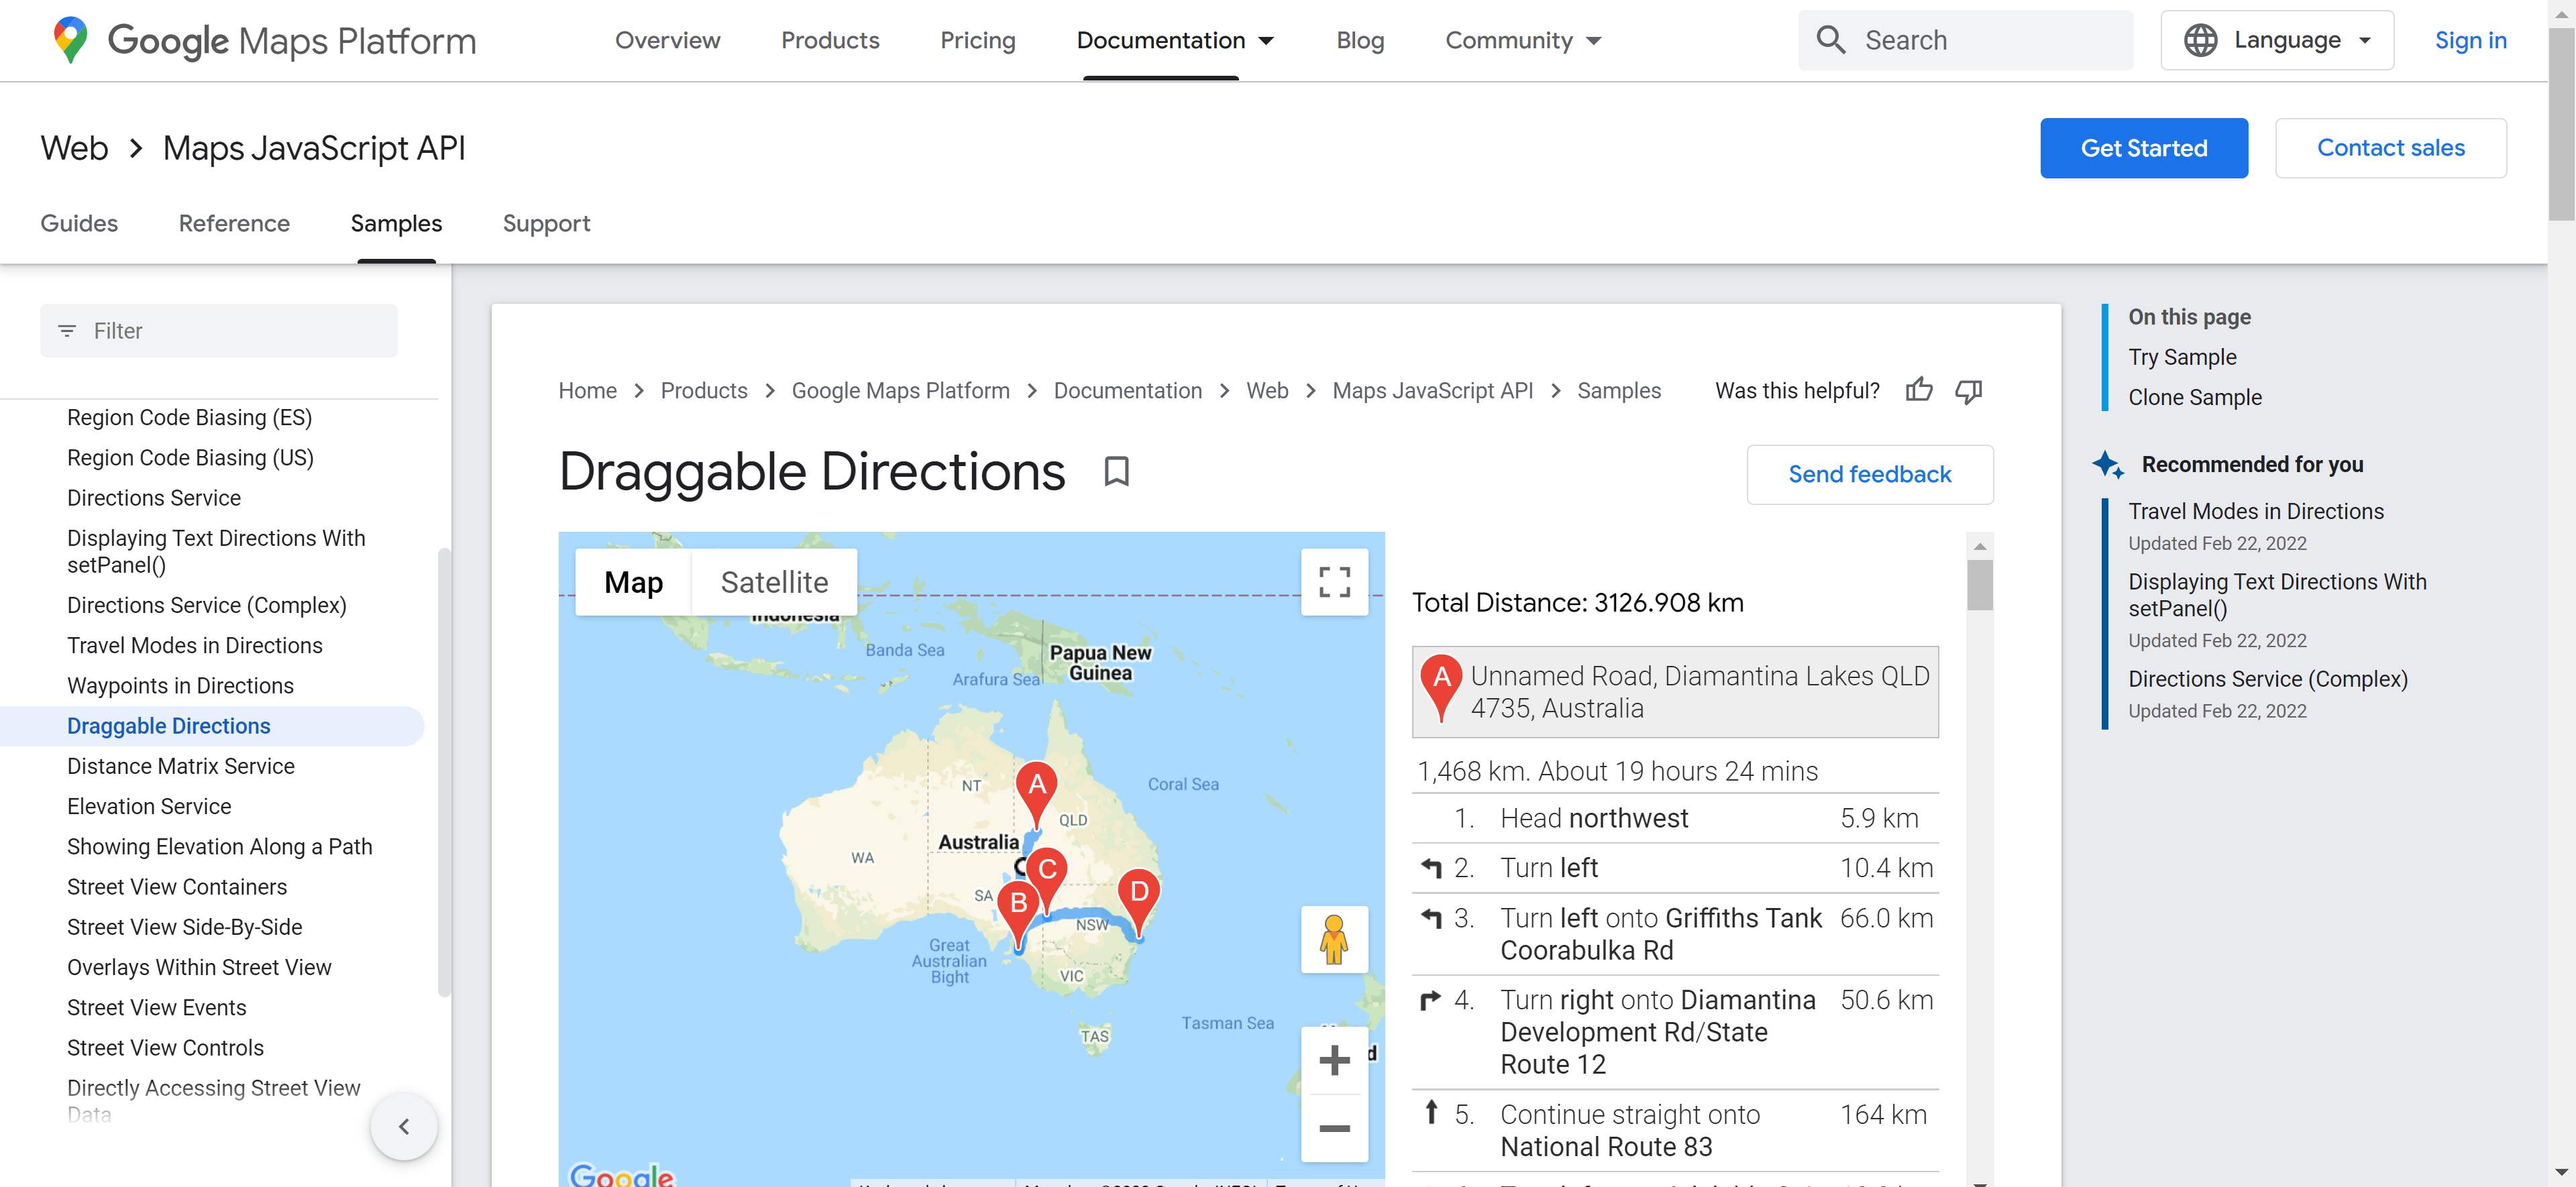 Google Maps Platform
Overview
Products
Pricing
Documentation
Blog
Community
Search
Language
Sign in
Web
Maps JavaScript API
Get Started
Contact sales
Guides
Reference
Samples
Support
Filter
Region Code Biasing (ES)
Region Code Biasing (US)
Directions Service
Displaying Text Directions With
setPanel()
Directions Service (Complex)
Travel Modes in Directions
Waypoints in Directions
Draggable Directions
Distance Matrix Service
Elevation Service
Showing Elevation Along a Path
Street View Containers
Street View Side-By-Side
Overlays Within Street View
Street View Events
Street View Controls
Directly Accessing Street View
Data
Home
Products
Google Maps Platform
Documentation
Web
Maps JavaScript API
Samples
Was this helpful?
Draggable Directions
Send feedback
Map
Satellite
Indonesia
Banda Sea
Arafura Sea
Papua New
Guinea
Coral Sea
NT
A
QLD
Australia
WA
C
SA
B
D
NSW
Great
Australian
Bight
VIC
Tasman Sea
TAS
Google
Total Distance: 3126.908 km
A
Unnamed Road, Diamantina Lakes QLD
4735, Australia
1,468 km. About 19 hours 24 mins
1. Head northwest 5.9 km
2. Turn left 10.4 km
3. Turn left onto Griffiths Tank 66.0 km
Coorabulka Rd
4. Turn right onto Diamantina 50.6 km
Development Rd/State
Route 12
5. Continue straight onto 164 km
National Route 83
On this page
Try Sample
Clone Sample
Recommended for you
Travel Modes in Directions
Updated Feb 22, 2022
Displaying Text Directions With
setPanel()
Updated Feb 22, 2022
Directions Service (Complex)
Updated Feb 22, 2022